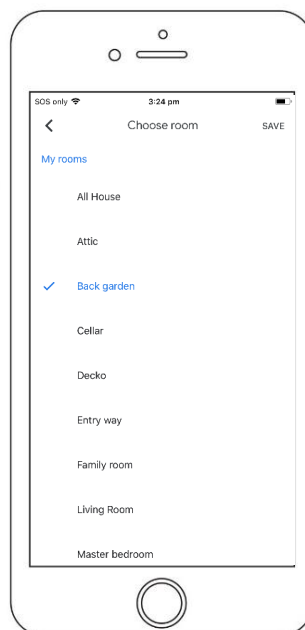 SOS only 3:24 pm
Choose room SAVE
My rooms
All House
Attic
Back garden
Cellar
Decko
Entry way
Family room
Living Room
Master bedroom